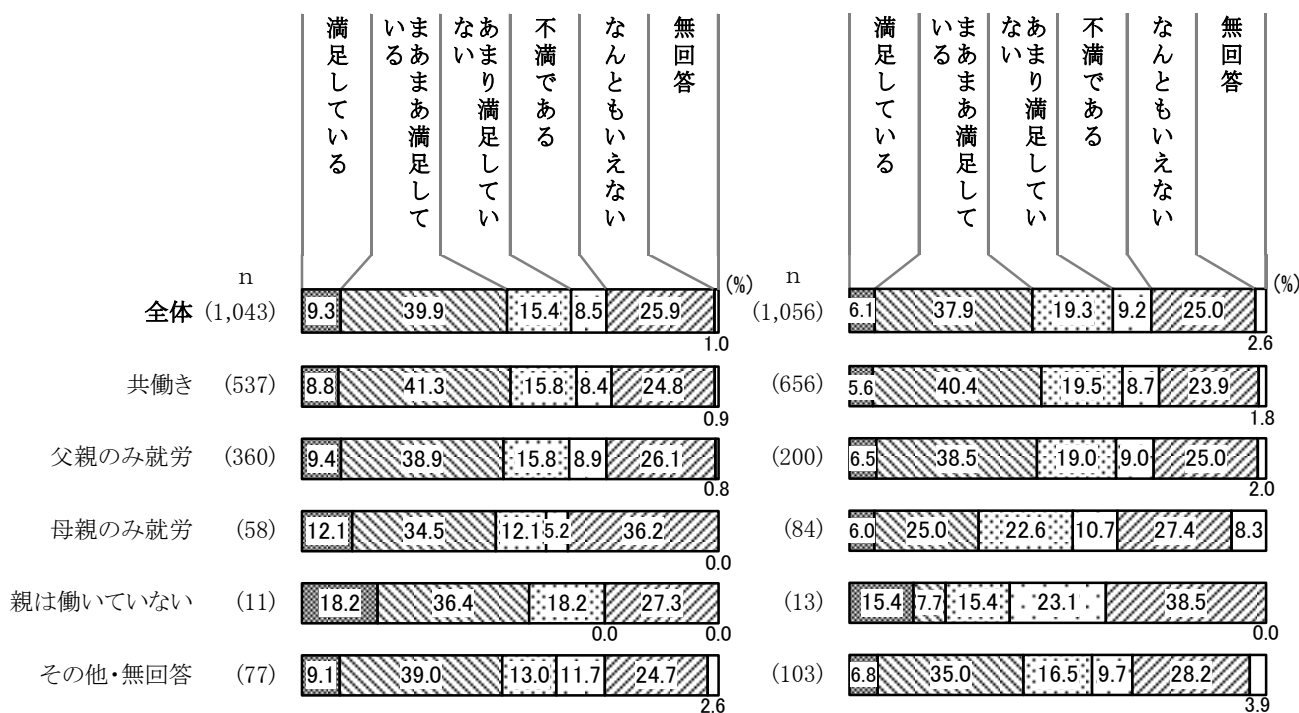 満足している
まあまあ満足して
いる
あまり満足してい
ない
不満である
なんともいえない
無回答
満足している
まあまあ満足して
いる
あまり満足してい
ない
不満である
なんともいえない
無回答
n
(%)
n
(%)
全体 (1,043) 9.3 39.9 15.4 8.5 25.9 1.0
(1,056) 6.1 37.9 19.3 9.2 25.0 2.6
共働き (537) 8.8 41.3 15.8 8.4 24.8 0.9
(656) 5.6 40.4 19.5 8.7 23.9 1.8
父親のみ就労 (360) 9.4 38.9 15.8 8.9 26.1 0.8
(200) 6.5 38.5 19.0 9.0 25.0 2.0
母親のみ就労 (58) 12.1 34.5 12.1 5.2 36.2 0.0
(84) 6.0 25.0 22.6 10.7 27.4 8.3
親は働いていない (11) 18.2 36.4 18.2 0.0 27.3 0.0
(13) 15.4 7.7 15.4 23.1 38.5 0.0
その他・無回答 (77) 9.1 39.0 13.0 11.7 24.7 2.6
(103) 6.8 35.0 16.5 9.7 28.2 3.9